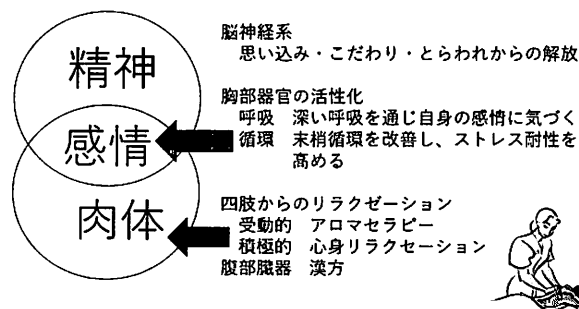 精神
感情
肉体
脳神経系
思い込み・こだわり・とらわれからの解放
胸部器官の活性化
呼吸 深い呼吸を通じ自身の感情に気づく
循環 末梢循環を改善し、ストレス耐性を
高める
四肢からのリラクゼーション
受動的 アロマセラピー
積極的 心身リラクセーション
腹部臓器 漢方